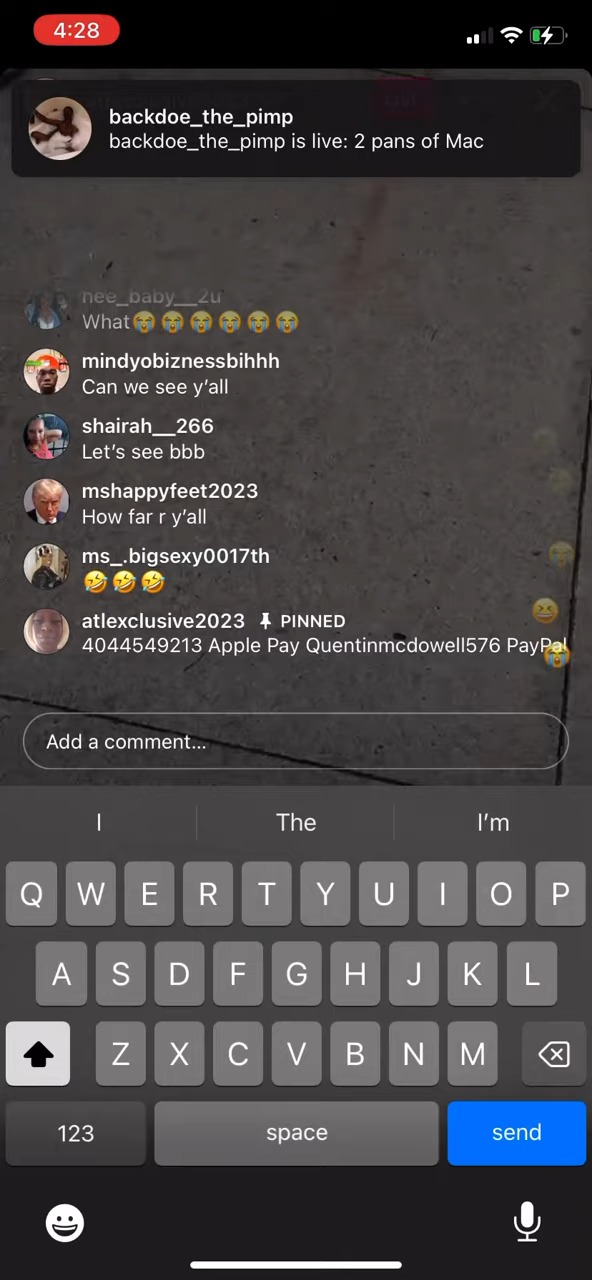 4:28
backdoe_the_pimp
backdoe_the_pimp is live: 2 pans of Mac
nee_baby__2u
What😭😭😭😭😭😭
mindyobiznessbihhh
Can we see y'all
shairah__266
Let's see bbb
mshappyfeet2023
How far r y'all
ms_.bigsexy0017th
🤣🤣🤣
atlexclusive2023 PINNED
4044549213 Apple Pay Quentinmcdowell576 PayPal
Add a comment...
I The I'm
Q W E R T Y U I O P
A S D F G H J K L
Z X C V B N M
123 space send